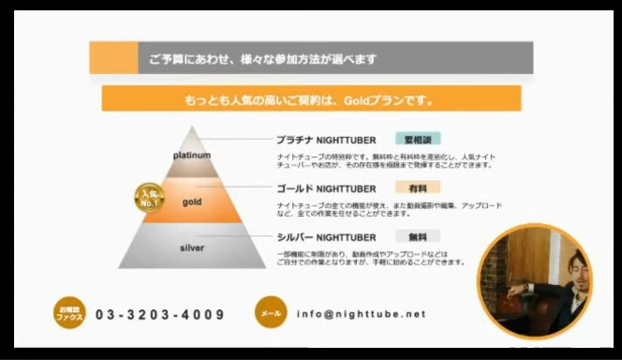 ご予算にあわせ、様々な参加方法が選べます
もっとも人気の高いご契約は、Goldプランです。
platinum
プラチナ NIGHTTUBER 要相談
ナイトチューブの特別枠です。無料枠と有料枠を差別化し、人気ナイト
チューバーやお店が、その存在感を極限まで発揮することができます。
人気
No.1
gold
ゴールド NIGHTTUBER 有料
ナイトチューブの全ての機能が使え、また動画撮影や編集、アップロード
など、全ての作業を任せることができます。
silver
シルバー NIGHTTUBER 無料
一部機能に制限があり、動画作成やアップロードなどは
ご自分での作業となりますが、手軽に始めることができます。
お電話
ファクス
03-3203-4009
メール
info@nighttube.net